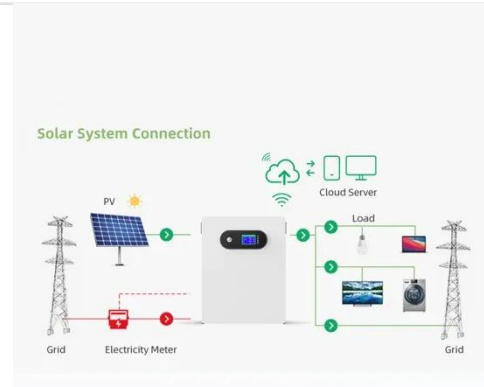 Solar System Connection
Cloud Server
PV
Load
Grid
Electricity Meter
Grid